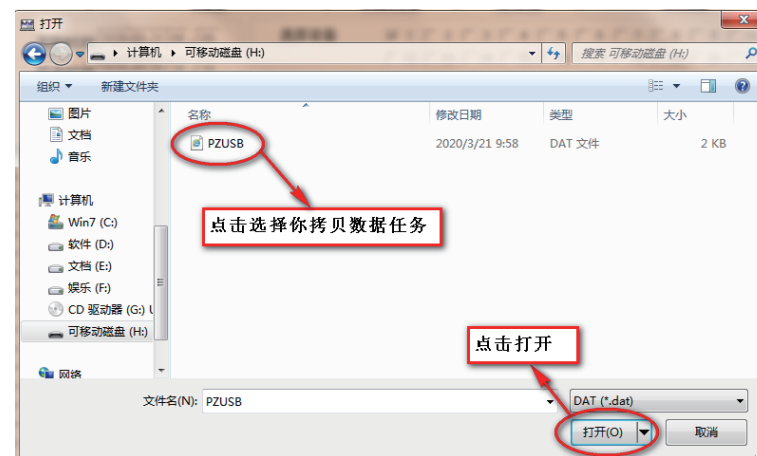 打开
计算机 ▸ 可移动磁盘 (H:)
搜索 可移动磁盘 (H:)
组织 新建文件夹
图片
文档
音乐
计算机
Win7 (C:)
软件 (D:)
文档 (E:)
娱乐 (F:)
CD 驱动器 (G:) U
可移动磁盘 (H:)
网络
名称 修改日期 类型 大小
PZUSB 2020/3/21 9:58 DAT 文件 2 KB
点击选择你拷贝数据任务
点击打开
文件名(N): PZUSB DAT (*.dat)
打开(O) 取消